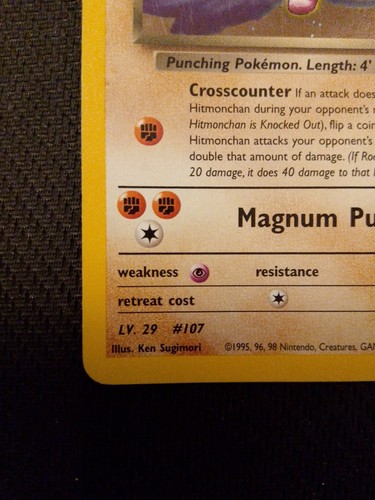 Punching Pokémon. Length: 4'
Crosscounter If an attack does
Hitmonchan during your opponent's
Hitmonchan is Knocked Out), flip a coin
Hitmonchan attacks your opponent's
double that amount of damage. (If Ro
20 damage, it does 40 damage to that
Magnum Pu
weakness resistance
retreat cost
LV. 29 #107
Illus. Ken Sugimori ©1995, 96, 98 Nintendo, Creatures, GA